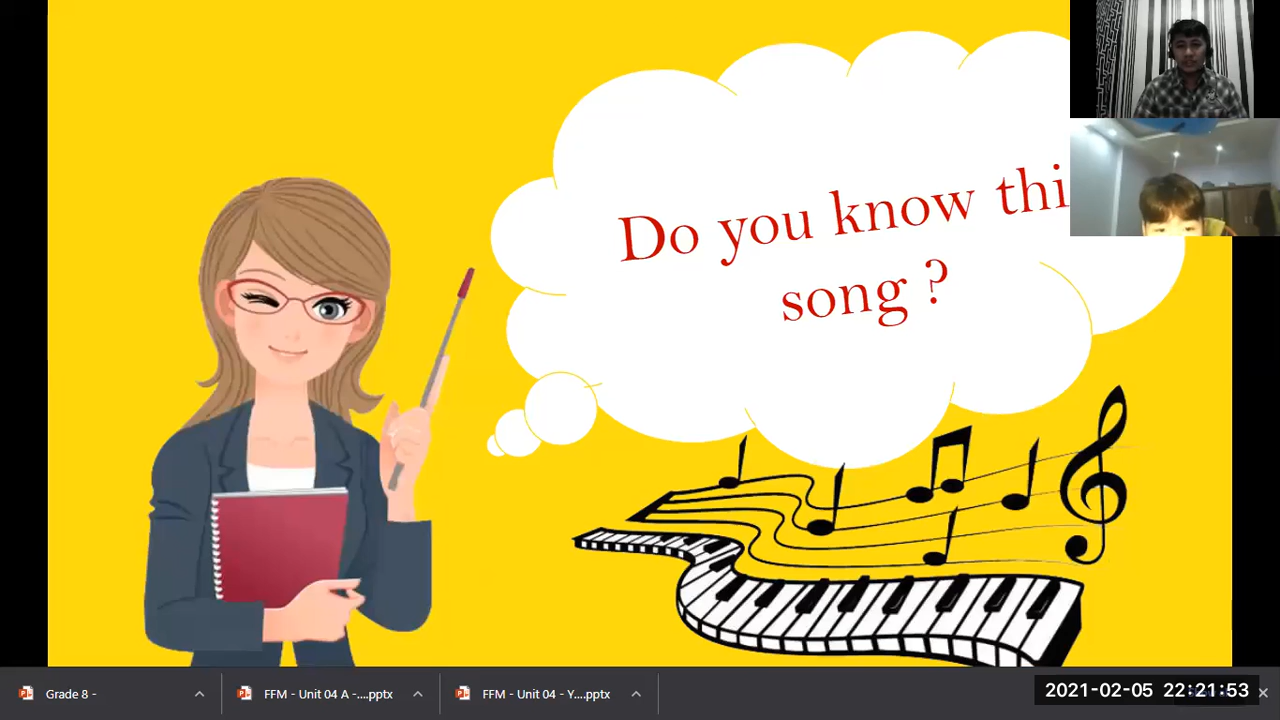 Do you know thi
song ?
Grade 8 -
FFM - Unit 04 A -....pptx
FFM - Unit 04 - Y....pptx
2021-02-05 22:21:53